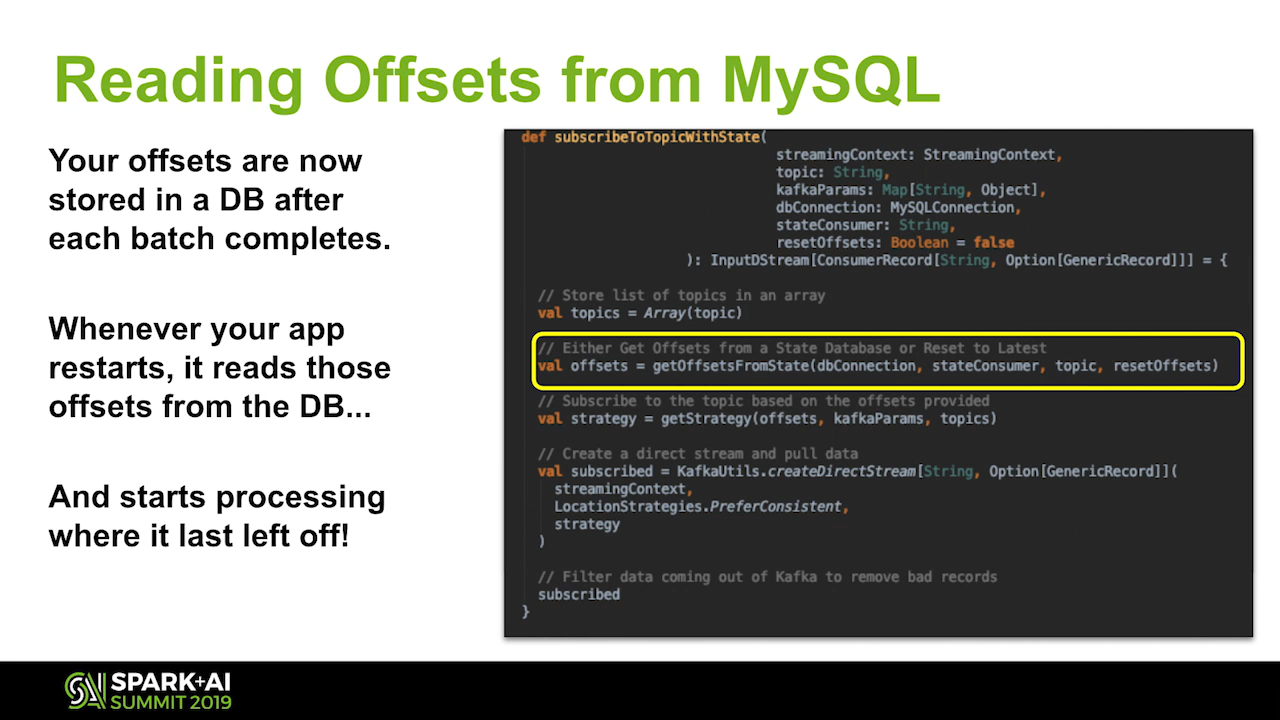 Reading Offsets from MySQL
Your offsets are now
stored in a DB after
each batch completes.
Whenever your app
restarts, it reads those
offsets from the DB...
And starts processing
where it last left off!
def subscribeToTopicWithState(
streamingContext: StreamingContext,
topic: String,
kafkaParams: Map[String, Object],
dbConnection: MySQLConnection,
stateConsumer: String,
resetOffsets: Boolean = false
): InputDStream[ConsumerRecord[String, Option[GenericRecord]]] = {
// Store list of topics in an array
val topics = Array(topic)
// Either Get Offsets from a State Database or Reset to Latest
val offsets = getOffsetsFromState(dbConnection, stateConsumer, topic, resetOffsets)
// Subscribe to the topic based on the offsets provided
val strategy = getStrategy(offsets, kafkaParams, topics)
// Create a direct stream and pull data
val subscribed = KafkaUtils.createDirectStream[String, Option[GenericRecord]](
streamingContext,
LocationStrategies.PreferConsistent,
strategy
)
// Filter data coming out of Kafka to remove bad records
subscribed
}
SPARK+AI
SUMMIT 2019